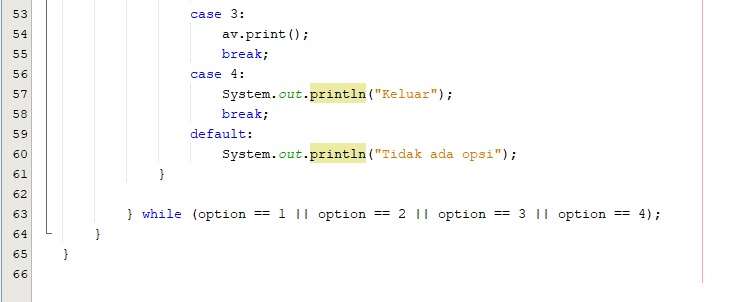 53 case 3:
54 av.print();
55 break;
56 case 4:
57 System.out.println("Keluar");
58 break;
59 default:
60 System.out.println("Tidak ada opsi");
61 }
62
63 } while (option == 1 || option == 2 || option == 3 || option == 4);
64 }
65 }
66